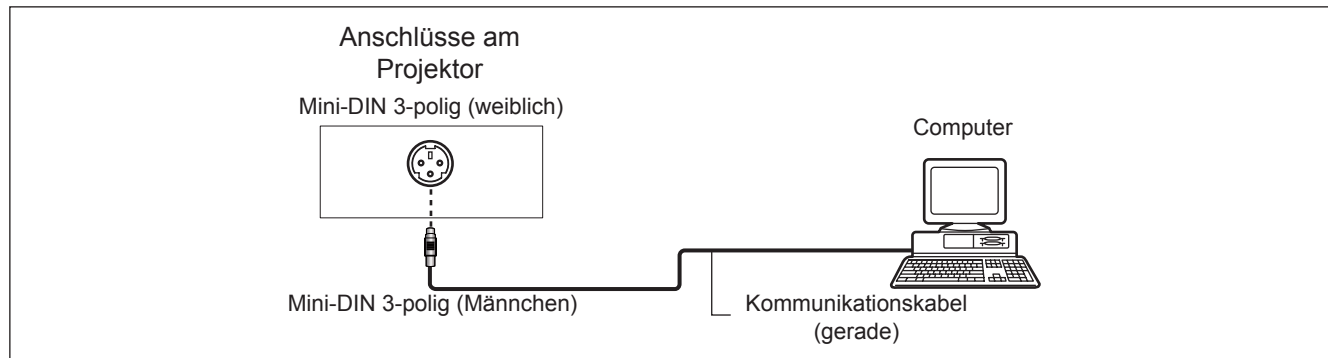 Anschlüsse am
Projektor
Mini-DIN 3-polig (weiblich)
Computer
Mini-DIN 3-polig (Männchen)
Kommunikationskabel
(gerade)